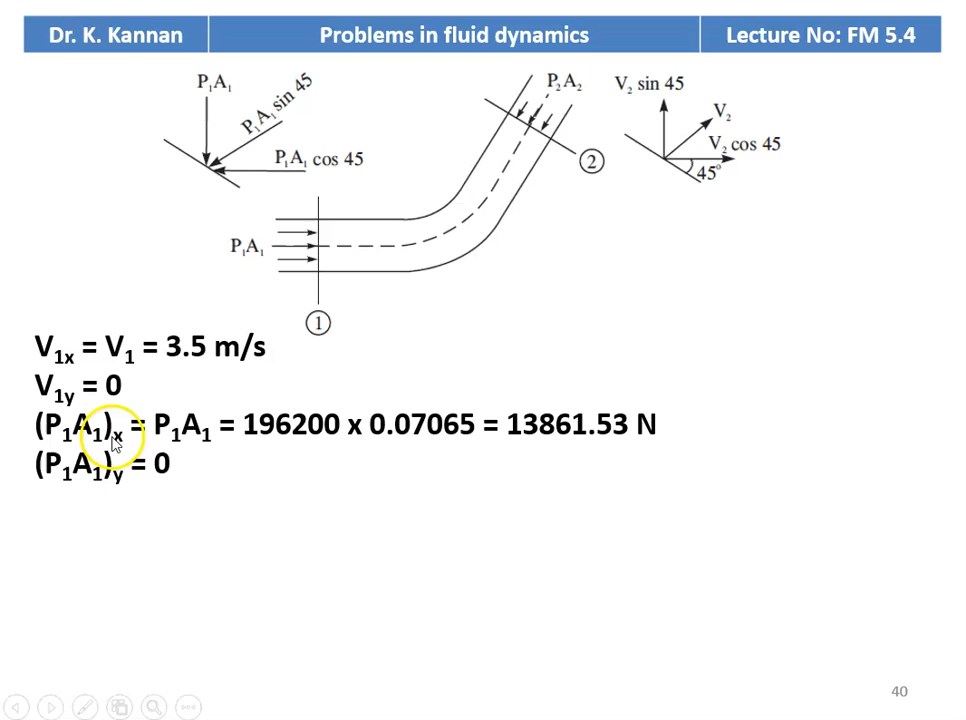 Dr. K. Kannan
Problems in fluid dynamics
Lecture No: FM 5.4
P₁A₁
P₁A₁ sin 45
P₁A₁ cos 45
P₂A₂
V₂ sin 45
V₂
V₂ cos 45
45°
2
P₁A₁
1
V₁ₓ = V₁ = 3.5 m/s
V₁y = 0
(P₁A₁)ₓ = P₁A₁ = 196200 x 0.07065 = 13861.53 N
(P₁A₁)y = 0
40